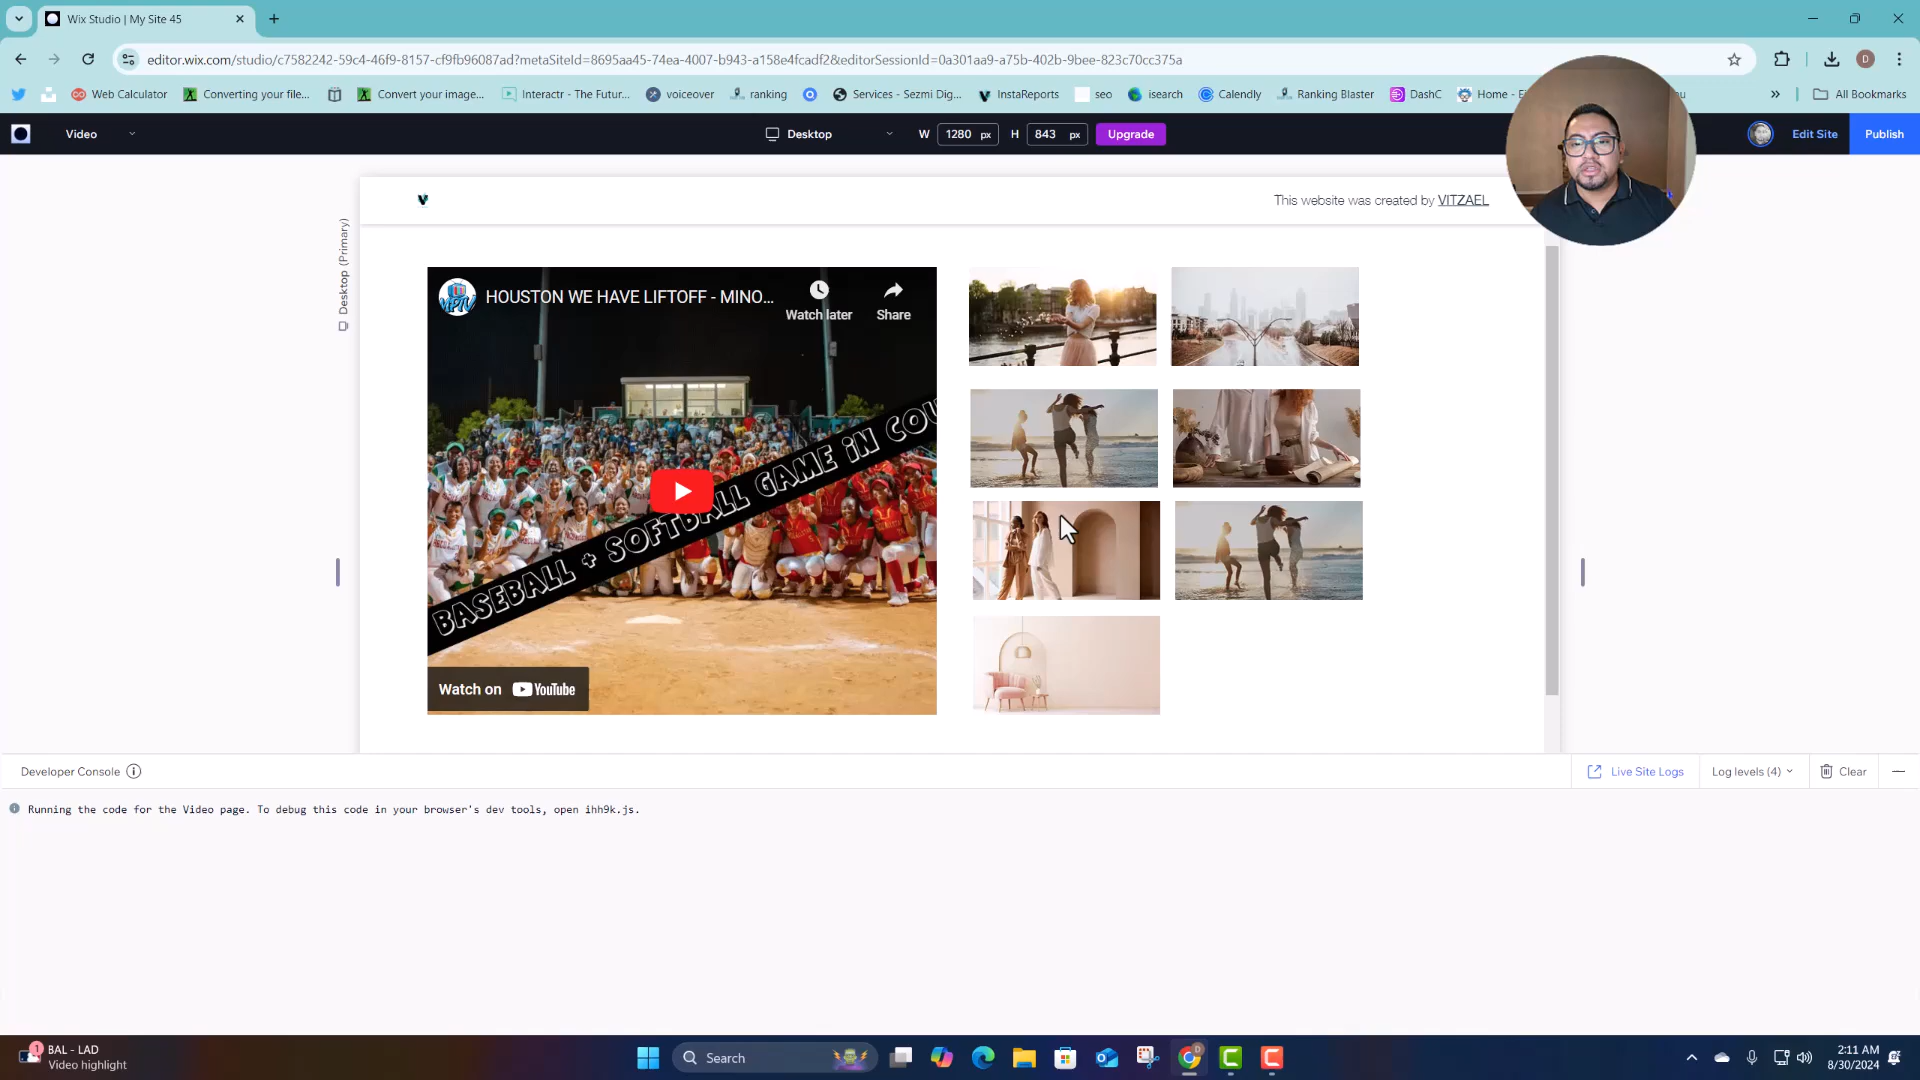 Wix Studio | My Site 45
editor.wix.com/studio/c7582242-59c4-46f9-8157-cf9fb96087ad?metaSiteId=8695aa45-74ea-4007-b943-a158e4fcadf2&editorSessionId=0a301aa9-a75b-402b-9bee-823c70cc375a
D
Web Calculator
Converting your file...
Convert your image...
Interactr - The Futur...
voiceover
ranking
Services - Sezmi Dig...
InstaReports
seo
isearch
Calendly
Ranking Blaster
DashC
Home - E
All Bookmarks
Video
Desktop
W 1280 px
H 843 px
Upgrade
Edit Site
Publish
Desktop (Primary)
This website was created by VITZAEL
HOUSTON WE HAVE LIFTOFF - MINO...
Watch later
Share
BASEBALL + SOFTBALL GAME iN COU
Watch on YouTube
Developer Console
Live Site Logs
Log levels (4)
Clear
Running the code for the Video page. To debug this code in your browser's dev tools, open ihh9k.js.
1
BAL - LAD
Video highlight
Search
2:11 AM
8/30/2024